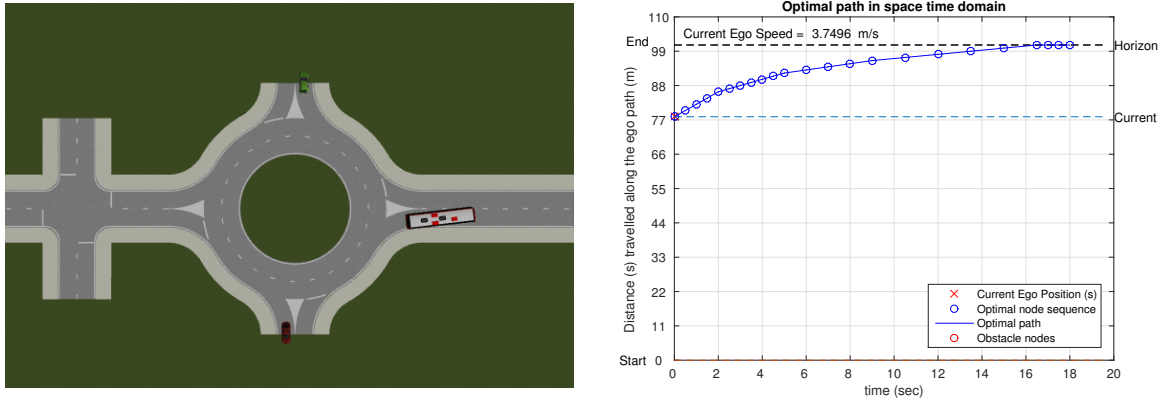 Optimal path in space time domain
Current Ego Speed = 3.7496 m/s
Distance (s) travelled along the ego path (m)
110
End
99
88
77
66
55
44
33
22
11
Start 0
Horizon
Current
Current Ego Position (s)
Optimal node sequence
Optimal path
Obstacle nodes
0 2 4 6 8 10 12 14 16 18 20
time (sec)